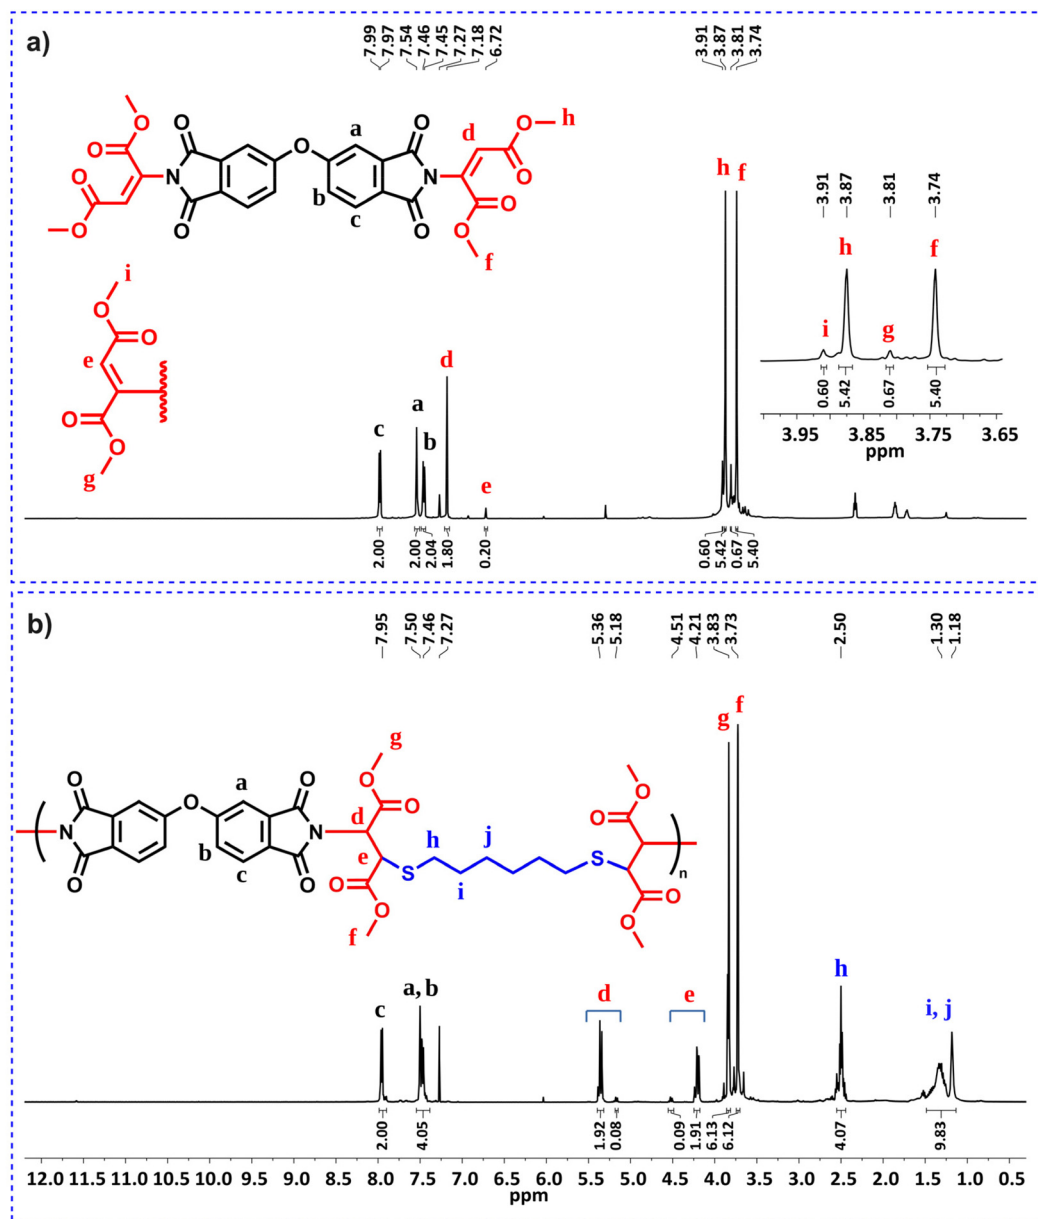 a)
7.99
7.97
7.54
7.46
7.45
7.27
7.18
6.72
3.91
3.87
3.81
3.74
O O O O
O O O a d O h
O N O N O
O b O
O O O c O O
f
i
O
O
e
O
O
g
c a b d e
h f
3.91
3.87
3.81
3.74
i h g f
0.60
5.42
0.67
5.40
3.95 3.85 3.75 3.65
ppm
2.00
2.00
2.04
1.80
0.20
0.60
5.42
0.67
5.40
b)
7.95
7.50
7.46
7.27
5.36
5.18
4.51
4.21
3.83
3.73
2.50
1.30
1.18
g f
g
O O a O O O O O
N O N d h j S n
O O b c O e S i O O
O O
f
c a, b d e h i, j
2.00
4.05
1.92
0.08
0.09
1.91
6.13
6.12
4.07
9.83
12.0 11.0 10.0 9.0 8.0 7.5 7.0 6.5 6.0 5.5 5.0 4.5 4.0 3.5 3.0 2.5 2.0 1.5 1.0 0.5
ppm